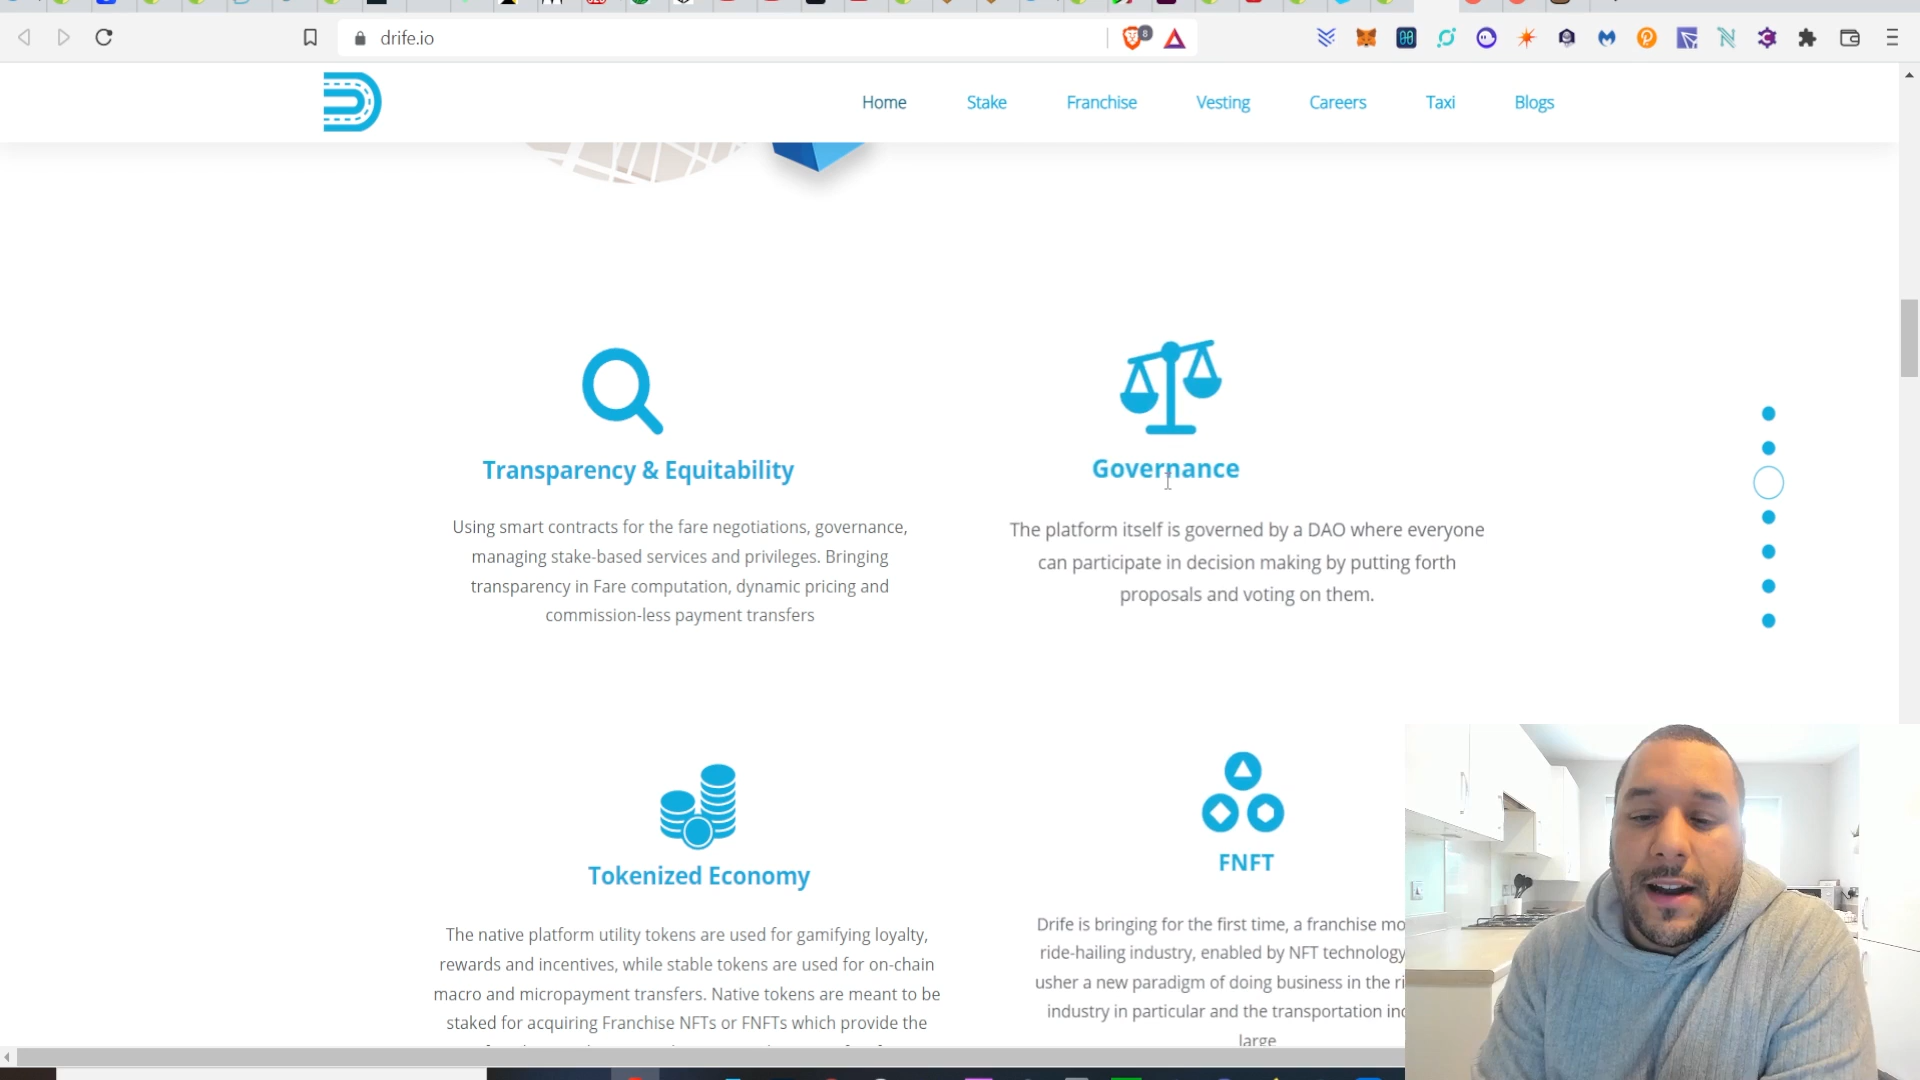 drife.io
8
Home Stake Franchise Vesting Careers Taxi Blogs
Transparency & Equitability
Using smart contracts for the fare negotiations, governance,
managing stake-based services and privileges. Bringing
transparency in Fare computation, dynamic pricing and
commission-less payment transfers
Governance
The platform itself is governed by a DAO where everyone
can participate in decision making by putting forth
proposals and voting on them.
Tokenized Economy
The native platform utility tokens are used for gamifying loyalty,
rewards and incentives, while stable tokens are used for on-chain
macro and micropayment transfers. Native tokens are meant to be
staked for acquiring Franchise NFTs or FNFTs which provide the
FNFT
Drife is bringing for the first time, a franchise mo
ride-hailing industry, enabled by NFT technology
usher a new paradigm of doing business in the ri
industry in particular and the transportation in
large